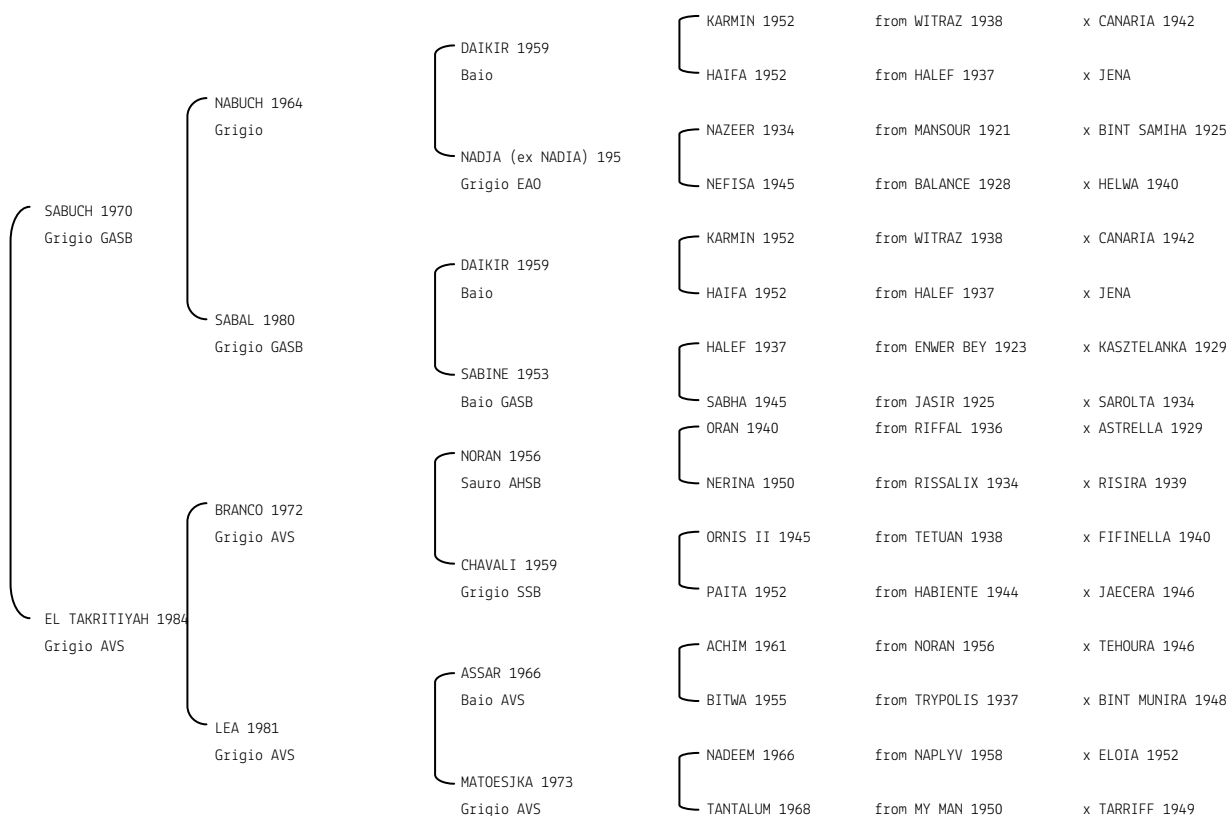 KARMIN 1952 from WITRAZ 1938 x CANARIA 1942
DAIKIR 1959
Baio
HAIFA 1952 from HALEF 1937 x JENA
NABUCH 1964
Grigio
NAZEER 1934 from MANSOUR 1921 x BINT SAMIHA 1925
NADJA (ex NADIA) 195
Grigio EAO
NEFISA 1945 from BALANCE 1928 x HELWA 1940
SABUCH 1970
Grigio GASB
KARMIN 1952 from WITRAZ 1938 x CANARIA 1942
DAIKIR 1959
Baio
HAIFA 1952 from HALEF 1937 x JENA
SABAL 1980
Grigio GASB
HALEF 1937 from ENWER BEY 1923 x KASZTELANKA 1929
SABINE 1953
Baio GASB
SABHA 1945 from JASIR 1925 x SAROLTA 1934
ORAN 1940 from RIFFAL 1936 x ASTRELLA 1929
NORAN 1956
Sauro AHSB
NERINA 1950 from RISSALIX 1934 x RISIRA 1939
BRANCO 1972
Grigio AVS
ORNIS II 1945 from TETUAN 1938 x FIFINELLA 1940
CHAVALI 1959
Grigio SSB
PAITA 1952 from HABIENTE 1944 x JAECERA 1946
EL TAKRITIYAH 1984
Grigio AVS
ACHIM 1961 from NORAN 1956 x TEHOURA 1946
ASSAR 1966
Baio AVS
BITWA 1955 from TRYPOLIS 1937 x BINT MUNIRA 1948
LEA 1981
Grigio AVS
NADEEM 1966 from NAPLYV 1958 x ELOIA 1952
MATOESJKA 1973
Grigio AVS
TANTALUM 1968 from MY MAN 1950 x TARRIFF 1949